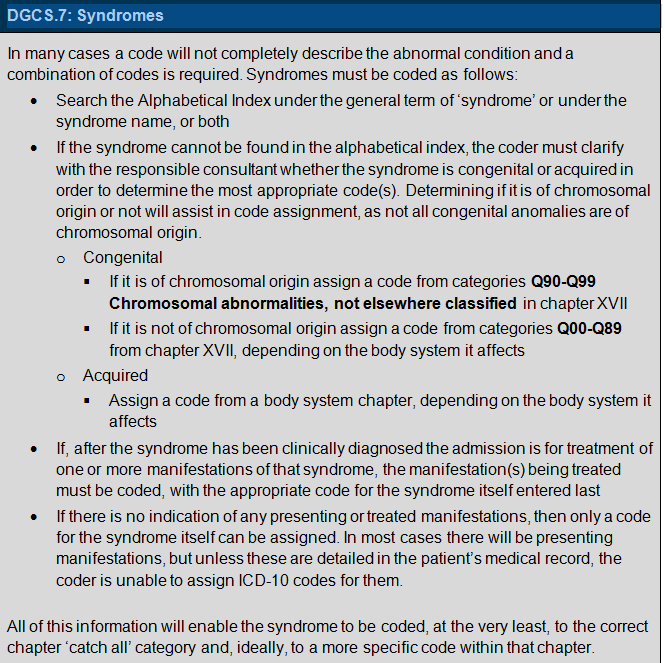 DGCS.7: Syndromes
In many cases a code will not completely describe the abnormal condition and a
combination of codes is required. Syndromes must be coded as follows:
• Search the Alphabetical Index under the general term of ‘syndrome’ or under the
syndrome name, or both
• If the syndrome cannot be found in the alphabetical index, the coder must clarify
with the responsible consultant whether the syndrome is congenital or acquired in
order to determine the most appropriate code(s). Determining if it is of chromosomal
origin or not will assist in code assignment, as not all congenital anomalies are of
chromosomal origin.
o Congenital
▪ If it is of chromosomal origin assign a code from categories Q90-Q99
Chromosomal abnormalities, not elsewhere classified in chapter XVII
▪ If it is not of chromosomal origin assign a code from categories Q00-Q89
from chapter XVII, depending on the body system it affects
o Acquired
▪ Assign a code from a body system chapter, depending on the body system it
affects
• If, after the syndrome has been clinically diagnosed the admission is for treatment of
one or more manifestations of that syndrome, the manifestation(s) being treated
must be coded, with the appropriate code for the syndrome itself entered last
• If there is no indication of any presenting or treated manifestations, then only a code
for the syndrome itself can be assigned. In most cases there will be presenting
manifestations, but unless these are detailed in the patient’s medical record, the
coder is unable to assign ICD-10 codes for them.
All of this information will enable the syndrome to be coded, at the very least, to the correct
chapter ‘catch all’ category and, ideally, to a more specific code within that chapter.